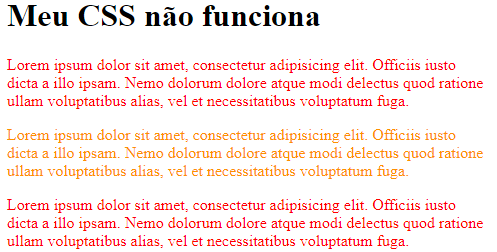 Meu CSS não funciona
Lorem ipsum dolor sit amet, consectetur adipisicing elit. Officiis iusto
dicta a illo ipsam. Nemo dolorum dolore atque modi delectus quod ratione
ullam voluptatibus alias, vel et necessitatibus voluptatum fuga.
Lorem ipsum dolor sit amet, consectetur adipisicing elit. Officiis iusto
dicta a illo ipsam. Nemo dolorum dolore atque modi delectus quod ratione
ullam voluptatibus alias, vel et necessitatibus voluptatum fuga.
Lorem ipsum dolor sit amet, consectetur adipisicing elit. Officiis iusto
dicta a illo ipsam. Nemo dolorum dolore atque modi delectus quod ratione
ullam voluptatibus alias, vel et necessitatibus voluptatum fuga.